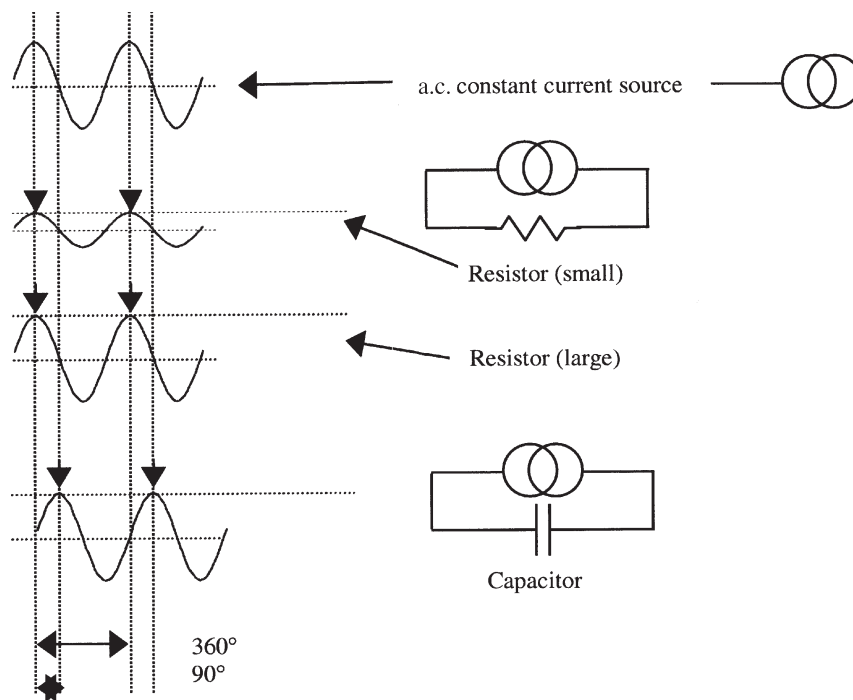 a.c. constant current source
Resistor (small)
Resistor (large)
Capacitor
360°
90°